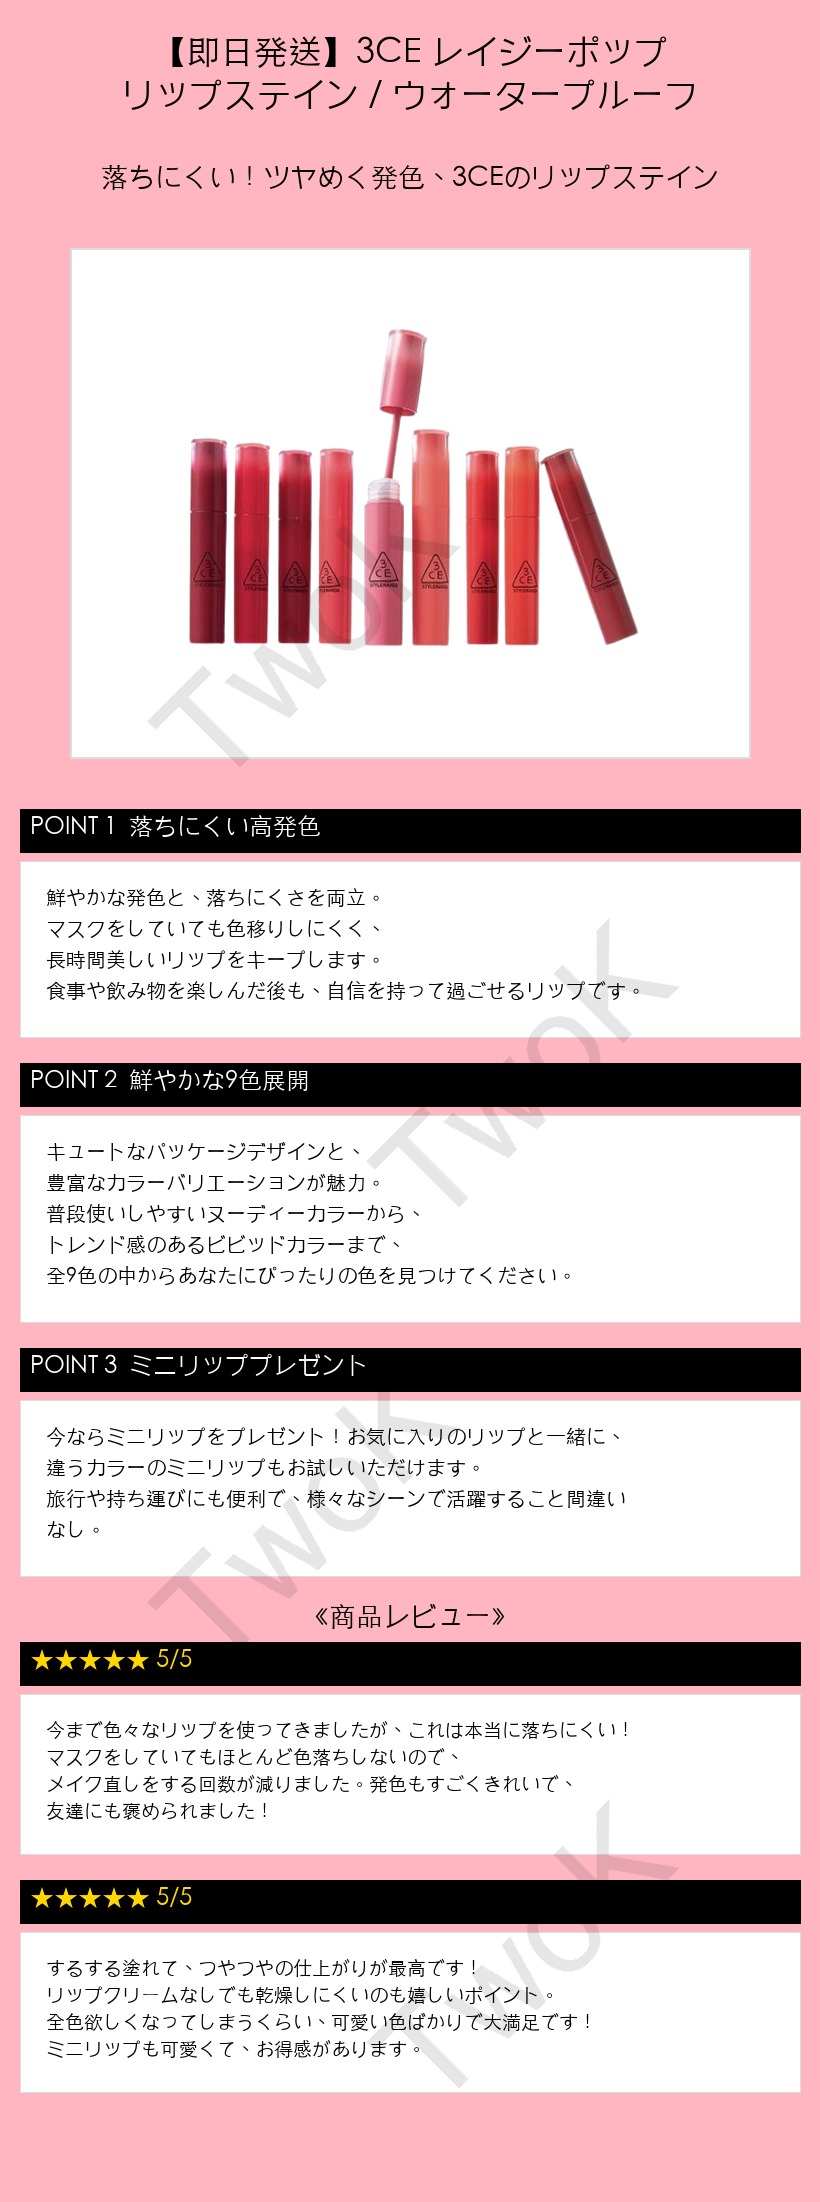 【即日発送】3CE レイジーポップ
リップステイン / ウォータープルーフ
落ちにくい！ツヤめく発色、3CEのリップステイン
3CE
STYLENANDA
3CE
STYLENANDA
3CE
STYLENANDA
3CE
STYLENANDA
3CE
STYLENANDA
3CE
STYLENANDA
3CE
STYLENANDA
3CE
STYLENANDA
3CE
STYLENANDA
TwoK
POINT 1 落ちにくい高発色
鮮やかな発色と、落ちにくさを両立。
マスクをしていても色移りしにくく、
長時間美しいリップをキープします。
食事や飲み物を楽しんだ後も、自信を持って過ごせるリップです。
TwoK
POINT 2 鮮やかな9色展開
キュートなパッケージデザインと、
豊富なカラーバリエーションが魅力。
普段使いしやすいヌーディーカラーから、
トレンド感のあるビビッドカラーまで、
全9色の中からあなたにぴったりの色を見つけてください。
POINT 3 ミニリッププレゼント
今ならミニリップをプレゼント！お気に入りのリップと一緒に、
違うカラーのミニリップもお試しいただけます。
旅行や持ち運びにも便利で、様々なシーンで活躍すること間違い
なし。
TwoK
《商品レビュー》
★★★★★ 5/5
今まで色々なリップを使ってきましたが、これは本当に落ちにくい！
マスクをしていてもほとんど色落ちしないので、
メイク直しをする回数が減りました。発色もすごくきれいで、
友達にも褒められました！
★★★★★ 5/5
するする塗れて、つやつやの仕上がりが最高です！
リップクリームなしでも乾燥しにくいのも嬉しいポイント。
全色欲しくなってしまうくらい、可愛い色ばかりで大満足です！
ミニリップも可愛くて、お得感があります。
TwoK